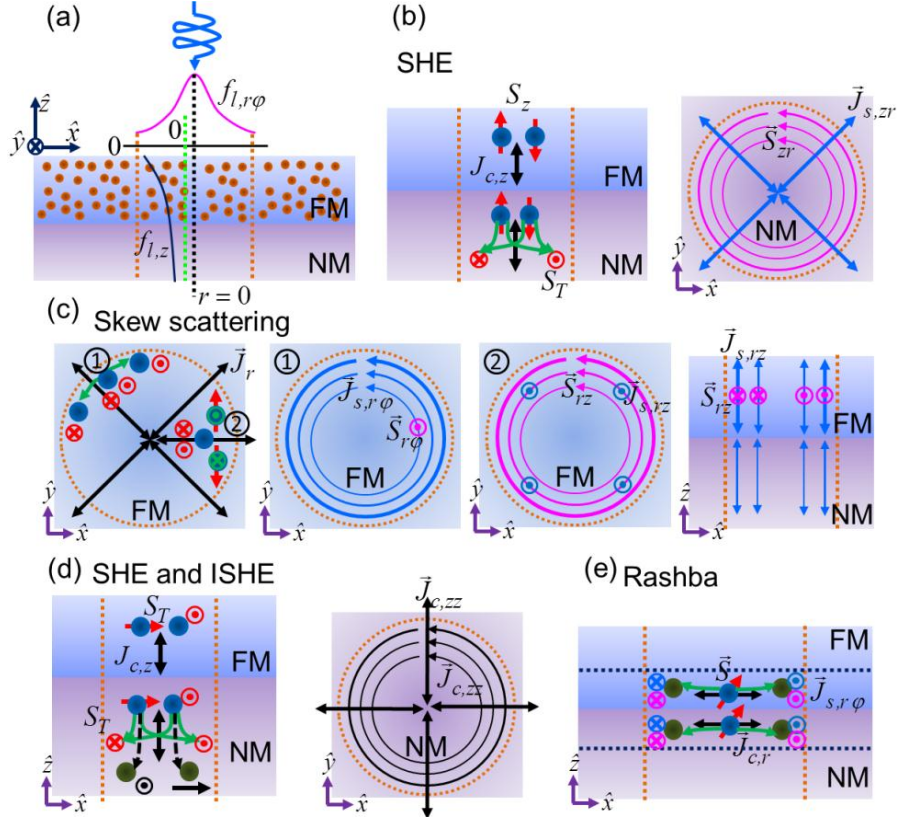 (a)
f_{l,rφ}
ẑ
ŷ
x̂
0
0
FM
f_{l,z}
NM
r = 0
(b)
SHE
S_z
J_{c,z}
FM
NM
S_T
J⃗_{s,zr}
S⃗_{zr}
NM
ŷ
x̂
(c)
Skew scattering
①
J⃗_r
②
FM
ŷ
x̂
①
J⃗_{s,rφ}
S⃗_{rφ}
FM
②
S⃗_{rz}
J⃗_{s,rz}
FM
ŷ
x̂
J⃗_{s,rz}
S⃗_{rz}
FM
NM
ẑ
x̂
(d)
SHE and ISHE
S_T
J_{c,z}
FM
S_T
NM
ẑ
x̂
J⃗_{c,zz}
J⃗_{c,zz}
NM
ŷ
x̂
(e)
Rashba
FM
S⃗
J⃗_{s,rφ}
J⃗_{c,r}
NM
ẑ
x̂